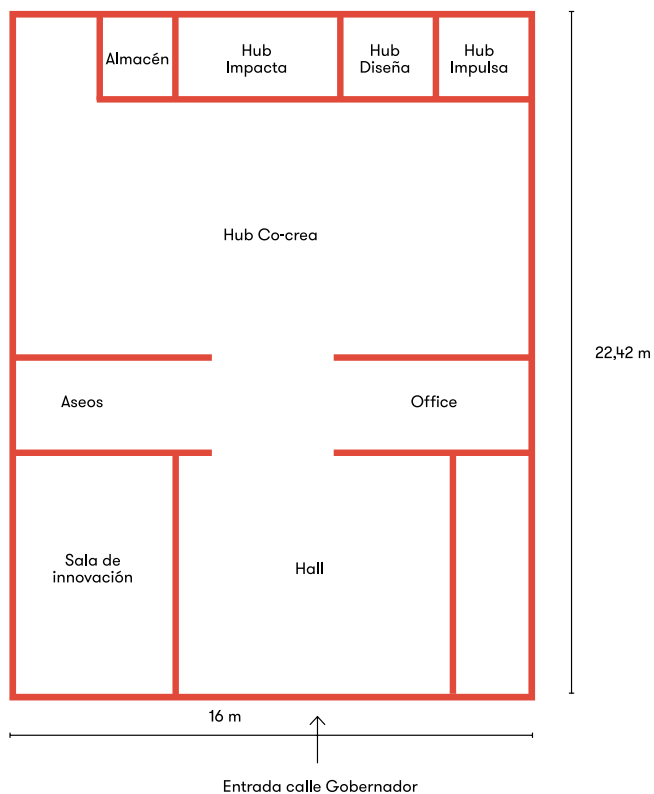 Almacén
Hub
Impacta
Hub
Diseña
Hub
Impulsa
Hub Co-crea
22,42 m
Aseos
Office
Sala de
innovación
Hall
16 m
Entrada calle Gobernador